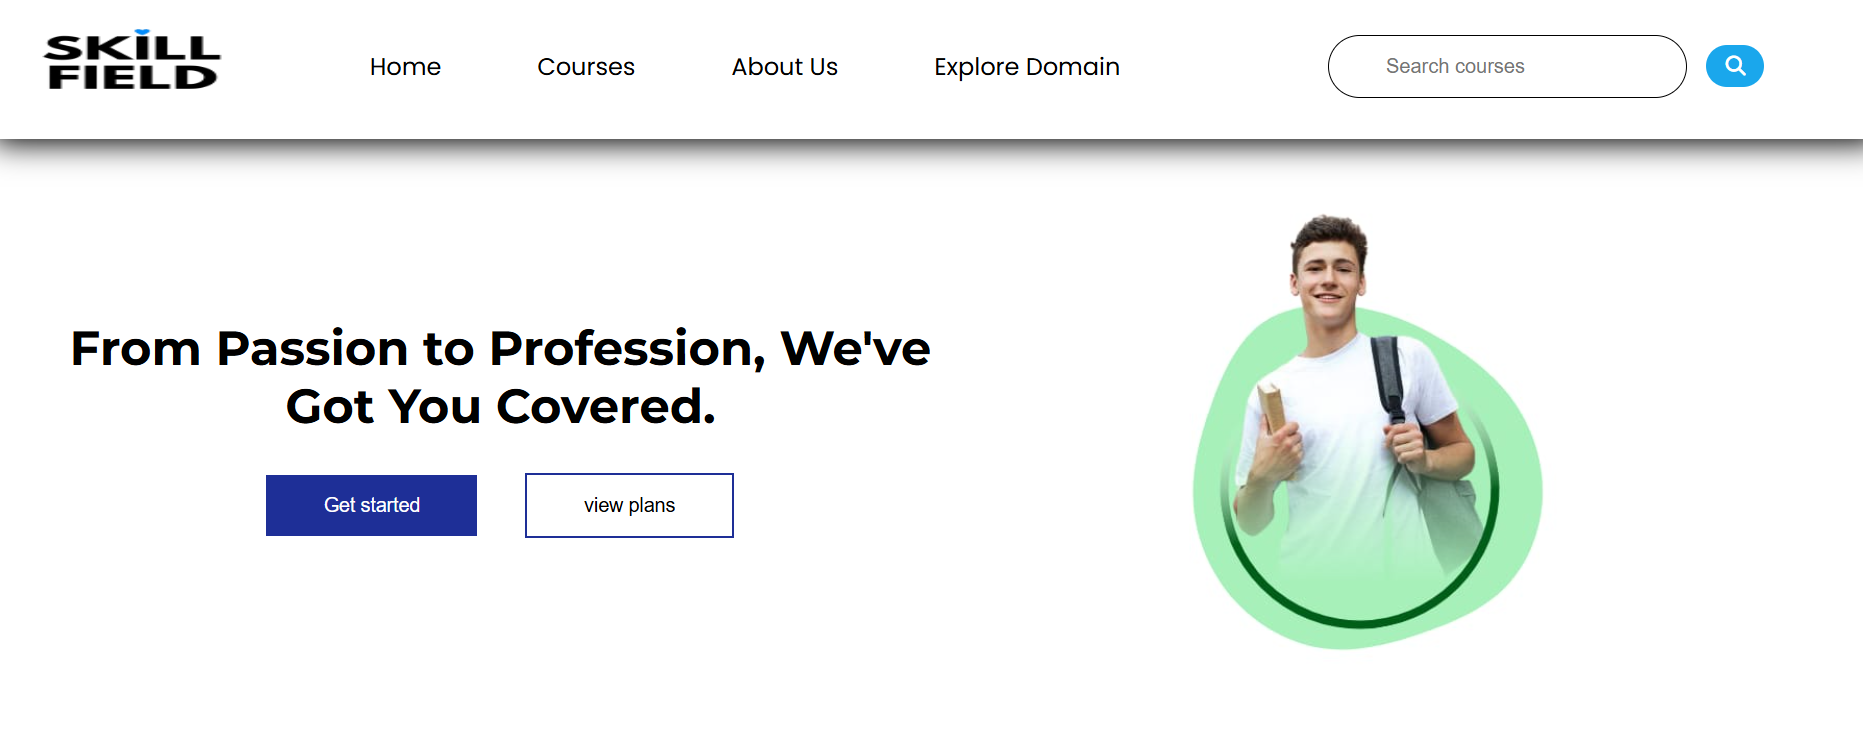 SKiLL
FIELD
Home
Courses
About Us
Explore Domain
Search courses
From Passion to Profession, We've
Got You Covered.
Get started
view plans